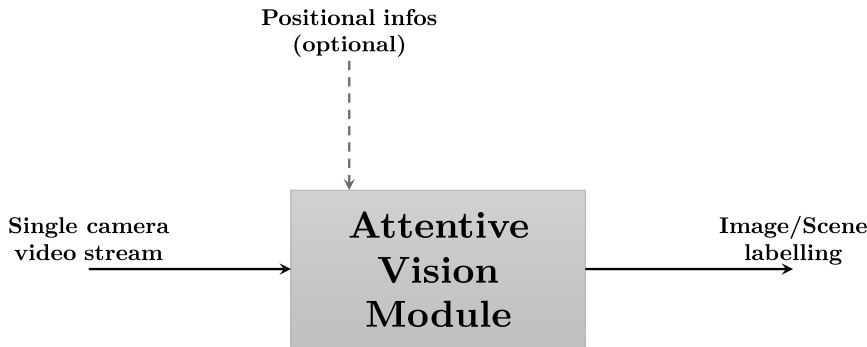 Positional infos
(optional)
Single camera
video stream
Attentive
Vision
Module
Image/Scene
labelling